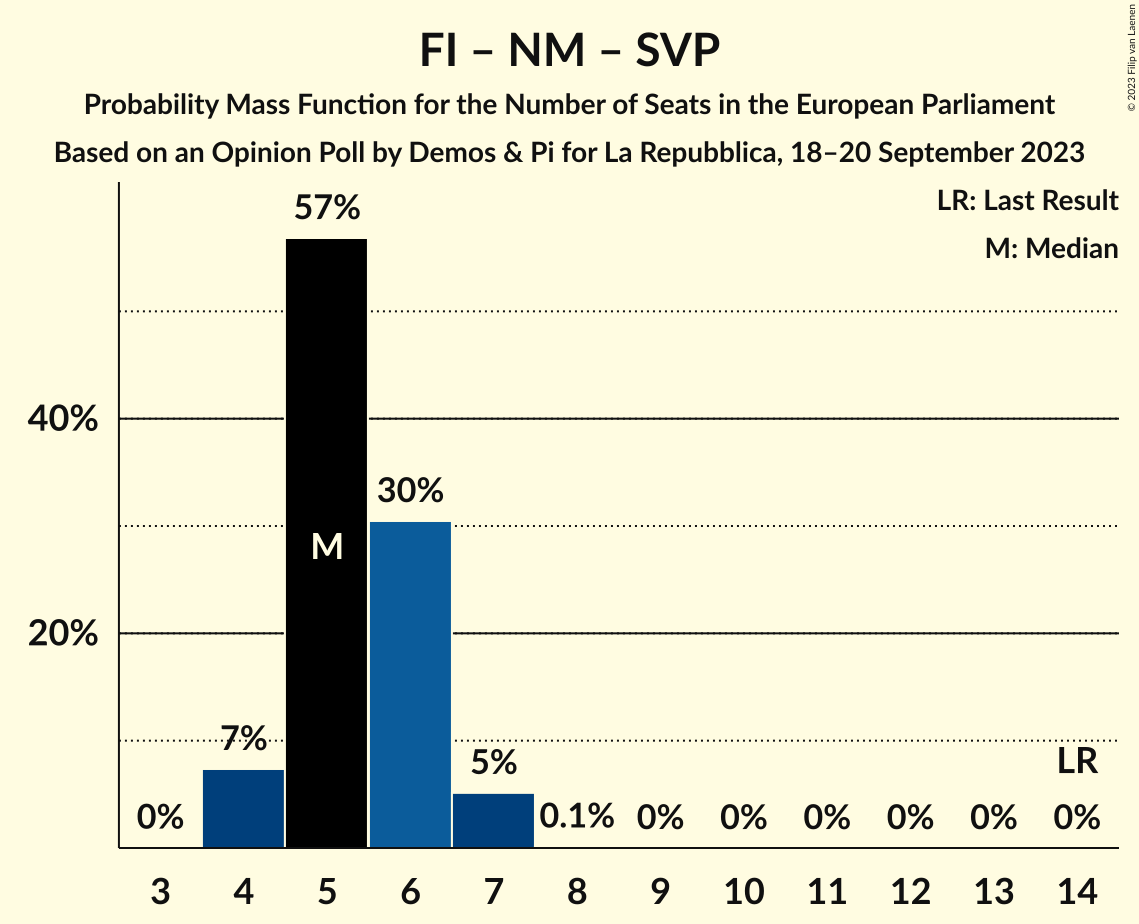 FI – NM – SVP
Probability Mass Function for the Number of Seats in the European Parliament
Based on an Opinion Poll by Demos & Pi for La Repubblica, 18–20 September 2023
© 2023 Filip van Laenen
LR: Last Result
M: Median
57%
40%
30%
M
20%
7%
5%
LR
0%
0.1%
0%
0%
0%
0%
0%
0%
3 4 5 6 7 8 9 10 11 12 13 14